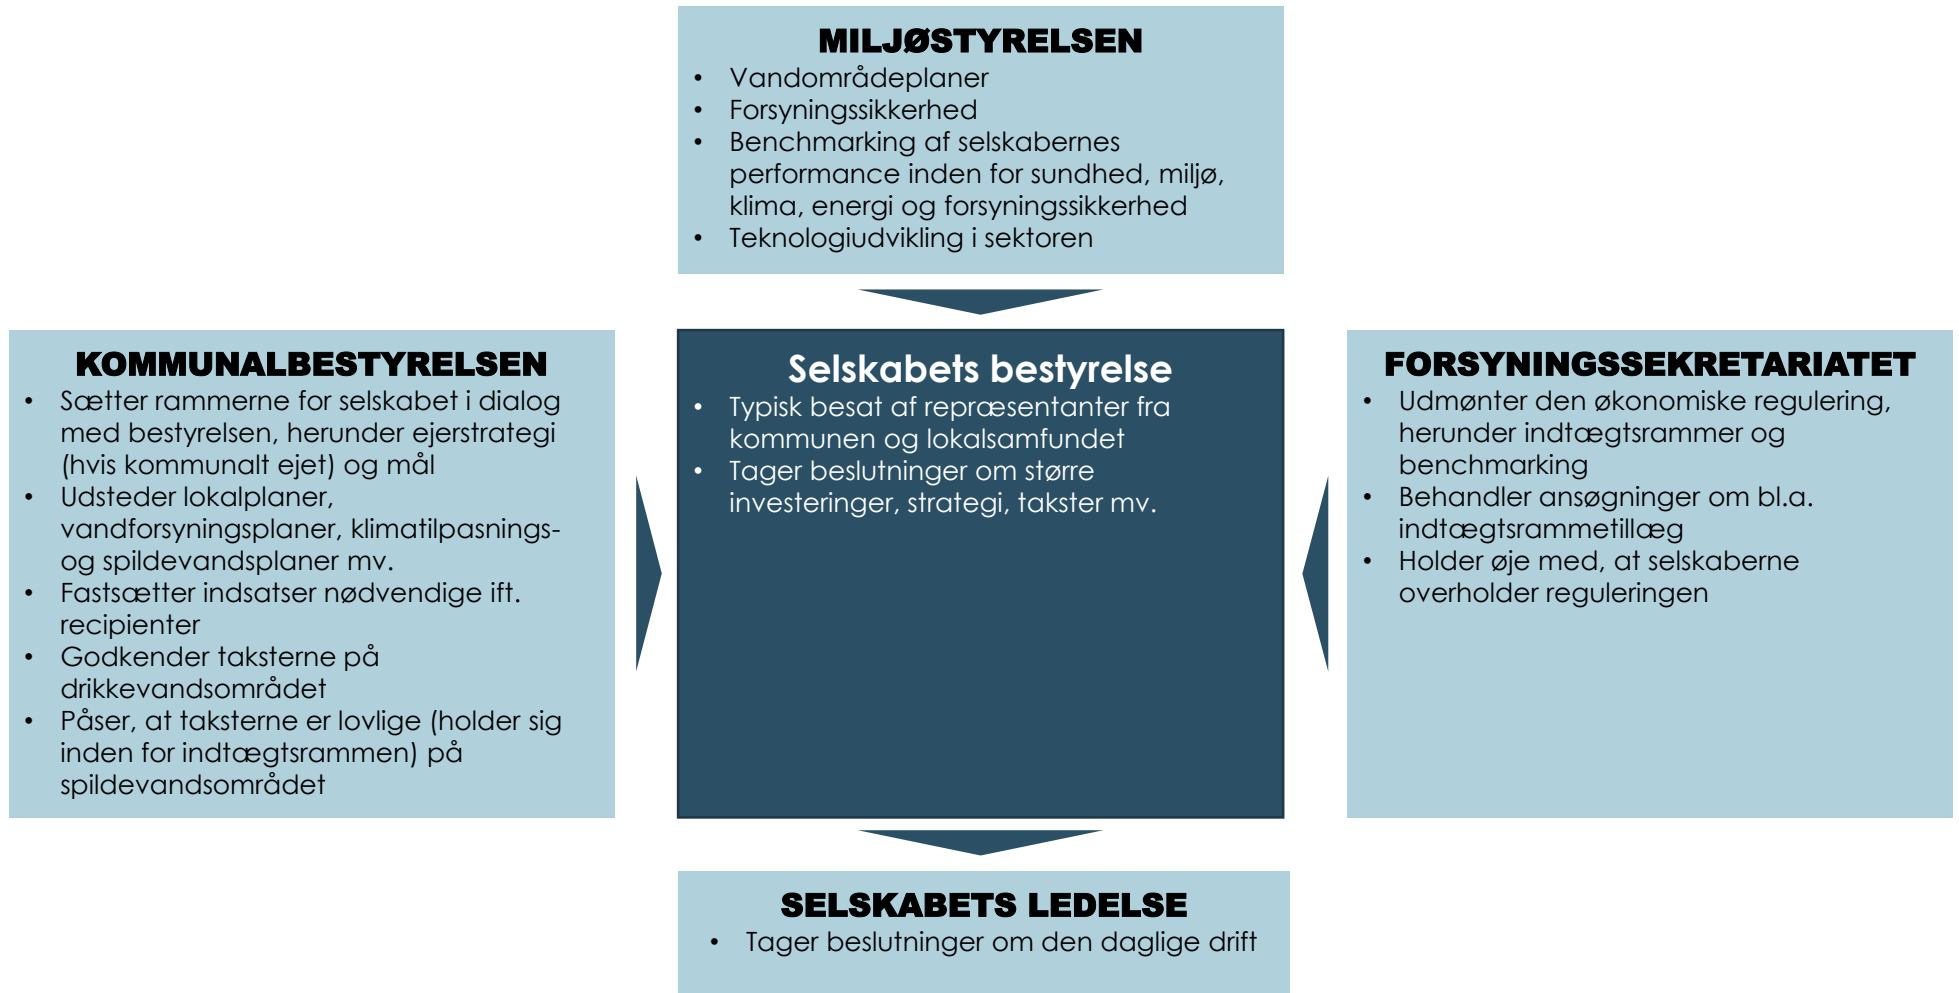 MILJØSTYRELSEN
• Vandområdeplaner
• Forsyningssikkerhed
• Benchmarking af selskabernes
performance inden for sundhed, miljø,
klima, energi og forsyningssikkerhed
• Teknologiudvikling i sektoren
KOMMUNALBESTYRELSEN
• Sætter rammerne for selskabet i dialog
med bestyrelsen, herunder ejerstrategi
(hvis kommunalt ejet) og mål
• Udsteder lokalplaner,
vandforsyningsplaner, klimatilpasnings-
og spildevandsplaner mv.
• Fastsætter indsatser nødvendige ift.
recipienter
• Godkender taksterne på
drikkevandsområdet
• Påser, at taksterne er lovlige (holder sig
inden for indtægtsrammen) på
spildevandsområdet
Selskabets bestyrelse
• Typisk besat af repræsentanter fra
kommunen og lokalsamfundet
• Tager beslutninger om større
investeringer, strategi, takster mv.
FORSYNINGSSEKRETARIATET
• Udmønter den økonomiske regulering,
herunder indtægtsrammer og
benchmarking
• Behandler ansøgninger om bl.a.
indtægtsrammetillæg
• Holder øje med, at selskaberne
overholder reguleringen
SELSKABETS LEDELSE
• Tager beslutninger om den daglige drift